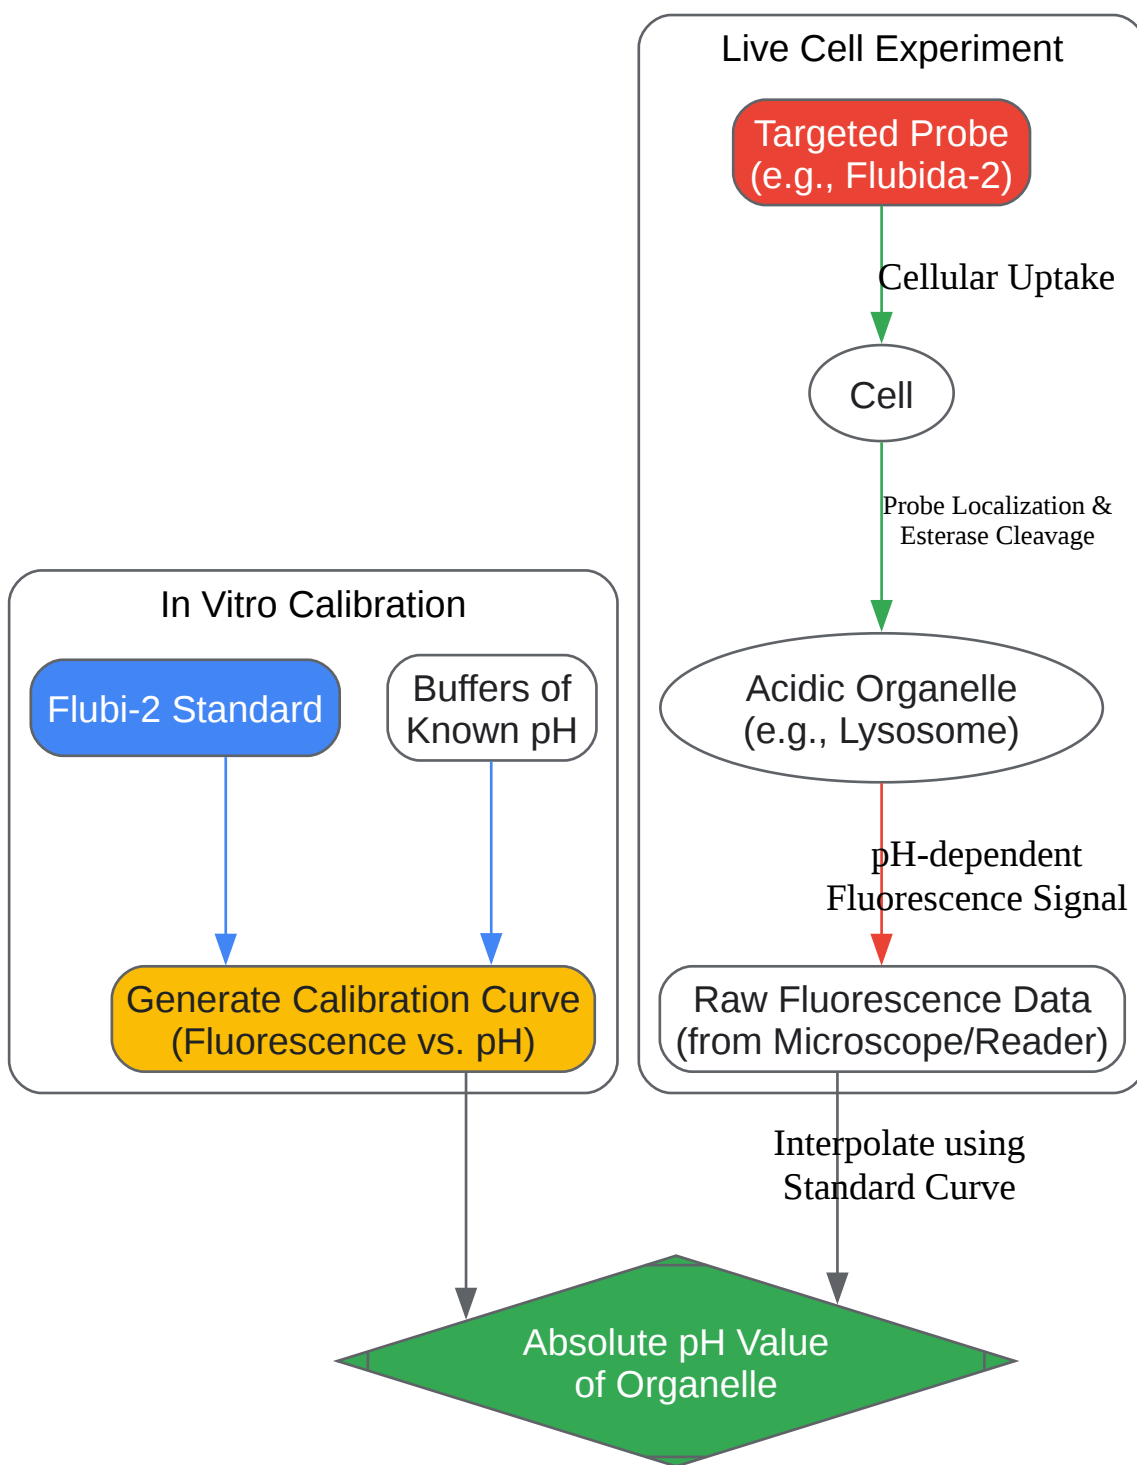 Live Cell Experiment
Targeted Probe
(e.g., Flubida-2)
Cellular Uptake
Cell
Probe Localization &
Esterase Cleavage
In Vitro Calibration
Flubi-2 Standard
Buffers of
Known pH
Acidic Organelle
(e.g., Lysosome)
pH-dependent
Fluorescence Signal
Generate Calibration Curve
(Fluorescence vs. pH)
Raw Fluorescence Data
(from Microscope/Reader)
Interpolate using
Standard Curve
Absolute pH Value
of Organelle